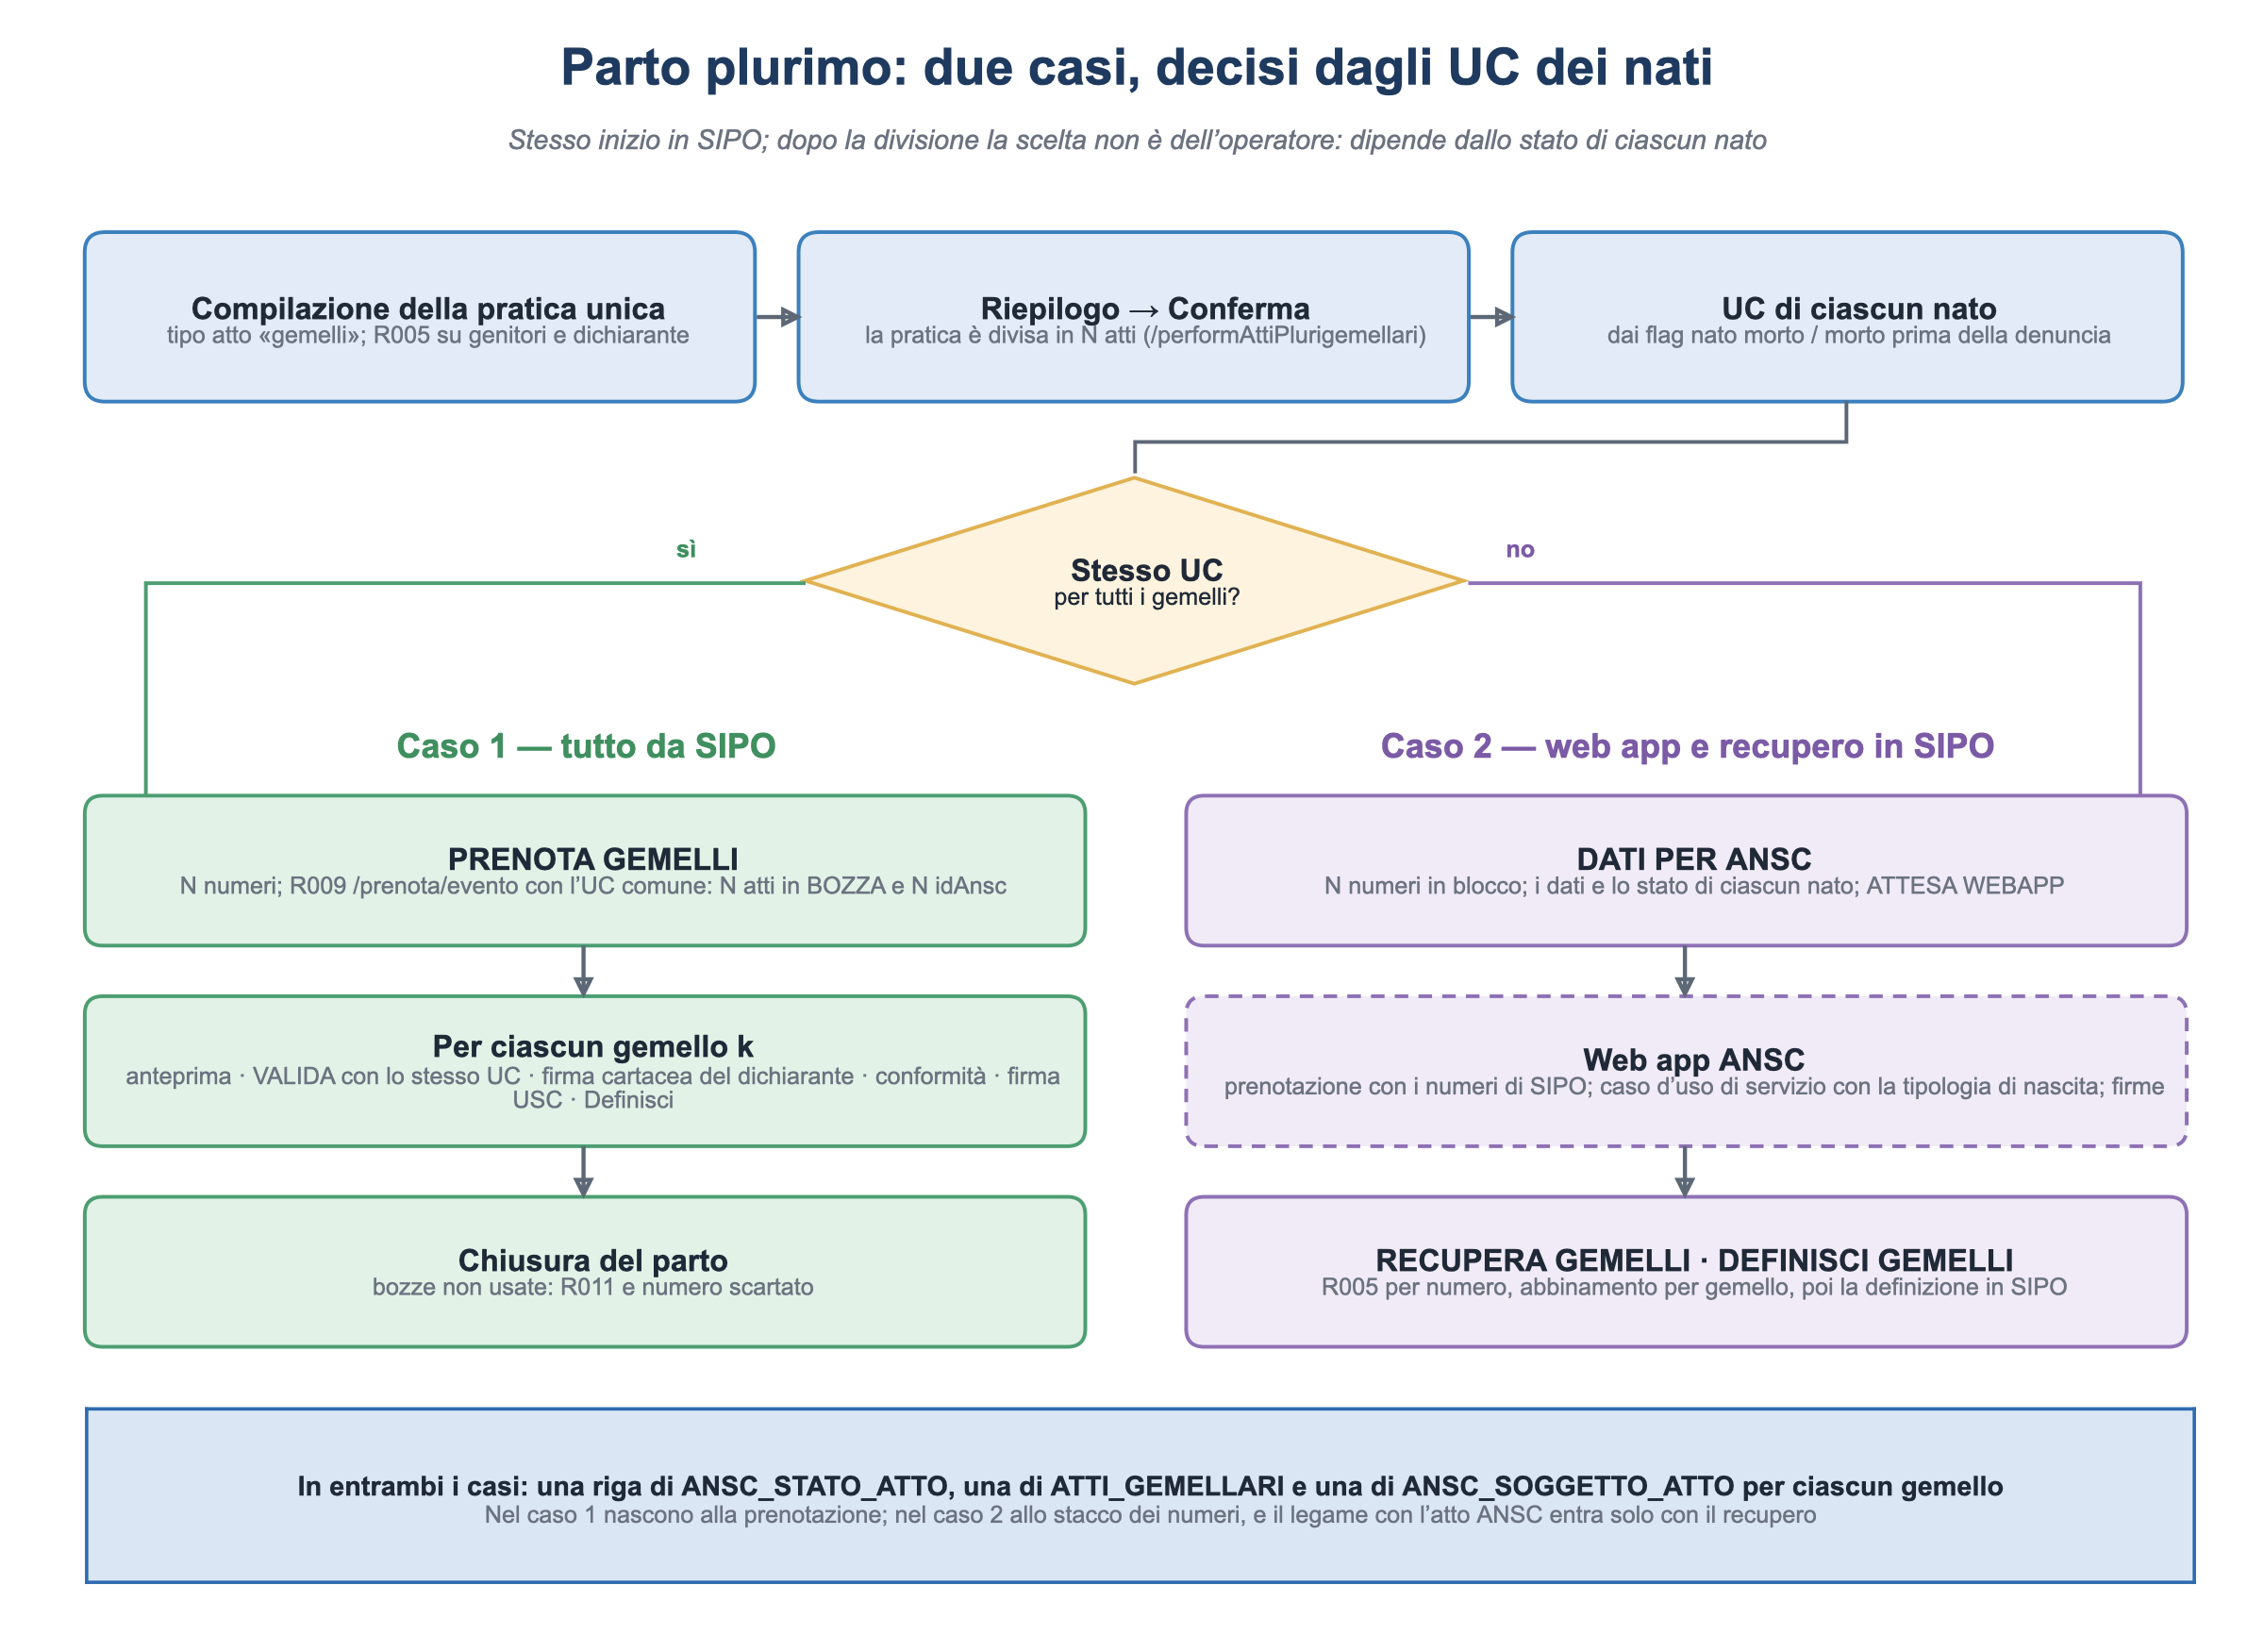 Parto plurimo: due casi, decisi dagli UC dei nati
Stesso inizio in SIPO; dopo la divisione la scelta non è dell’operatore: dipende dallo stato di ciascun nato
Compilazione della pratica unica
tipo atto «gemelli»; R005 su genitori e dichiarante
Riepilogo → Conferma
la pratica è divisa in N atti (/performAttiPlurigemellari)
UC di ciascun nato
dai flag nato morto / morto prima della denuncia
Stesso UC
per tutti i gemelli?
sì
no
Caso 1 — tutto da SIPO
PRENOTA GEMELLI
N numeri; R009 /prenota/evento con l’UC comune: N atti in BOZZA e N idAnsc
Per ciascun gemello k
anteprima · VALIDA con lo stesso UC · firma cartacea del dichiarante · conformità · firma
USC · Definisci
Chiusura del parto
bozze non usate: R011 e numero scartato
Caso 2 — web app e recupero in SIPO
DATI PER ANSC
N numeri in blocco; i dati e lo stato di ciascun nato; ATTESA WEBAPP
Web app ANSC
prenotazione con i numeri di SIPO; caso d’uso di servizio con la tipologia di nascita; firme
RECUPERA GEMELLI · DEFINISCI GEMELLI
R005 per numero, abbinamento per gemello, poi la definizione in SIPO
In entrambi i casi: una riga di ANSC_STATO_ATTO, una di ATTI_GEMELLARI e una di ANSC_SOGGETTO_ATTO per ciascun gemello
Nel caso 1 nascono alla prenotazione; nel caso 2 allo stacco dei numeri, e il legame con l’atto ANSC entra solo con il recupero